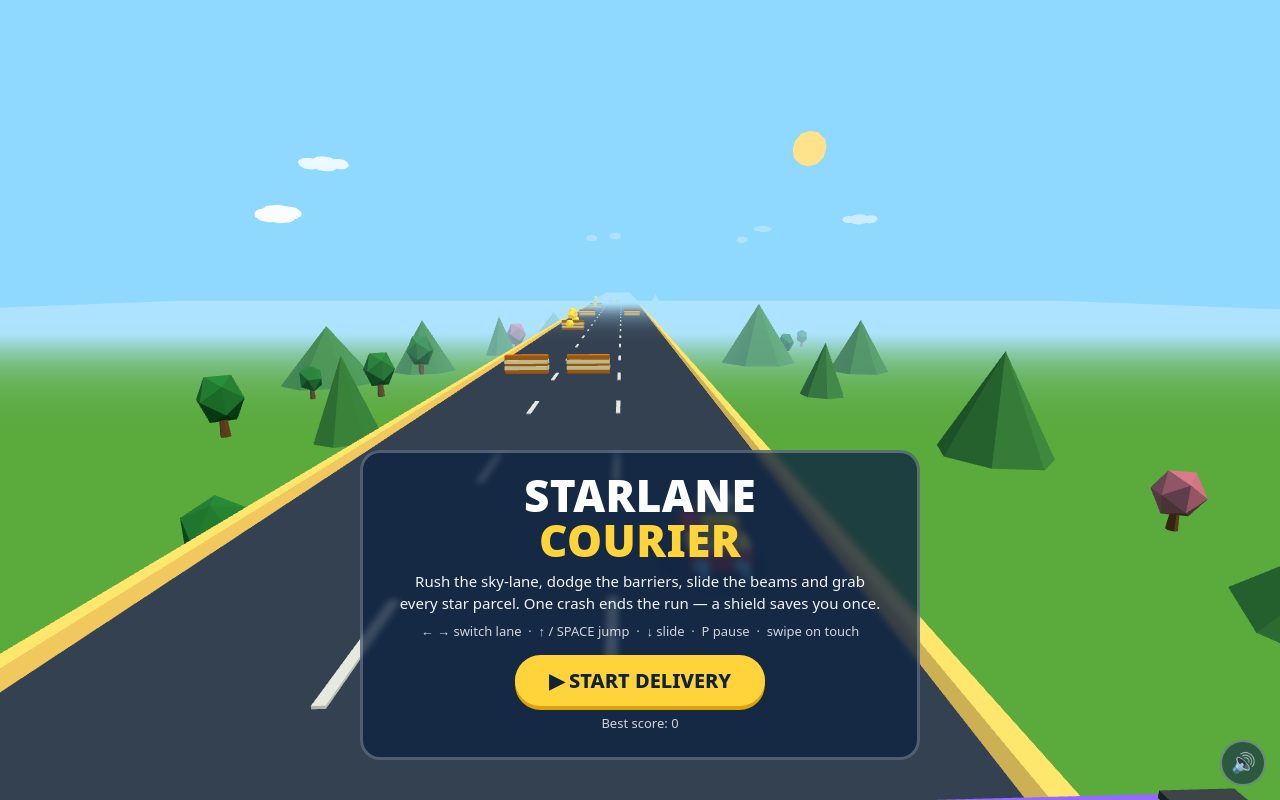 STARLANE
COURIER
Rush the sky-lane, dodge the barriers, slide the beams and grab
every star parcel. One crash ends the run — a shield saves you once.
← → switch lane · ↑ / SPACE jump · ↓ slide · P pause · swipe on touch
▶ START DELIVERY
Best score: 0